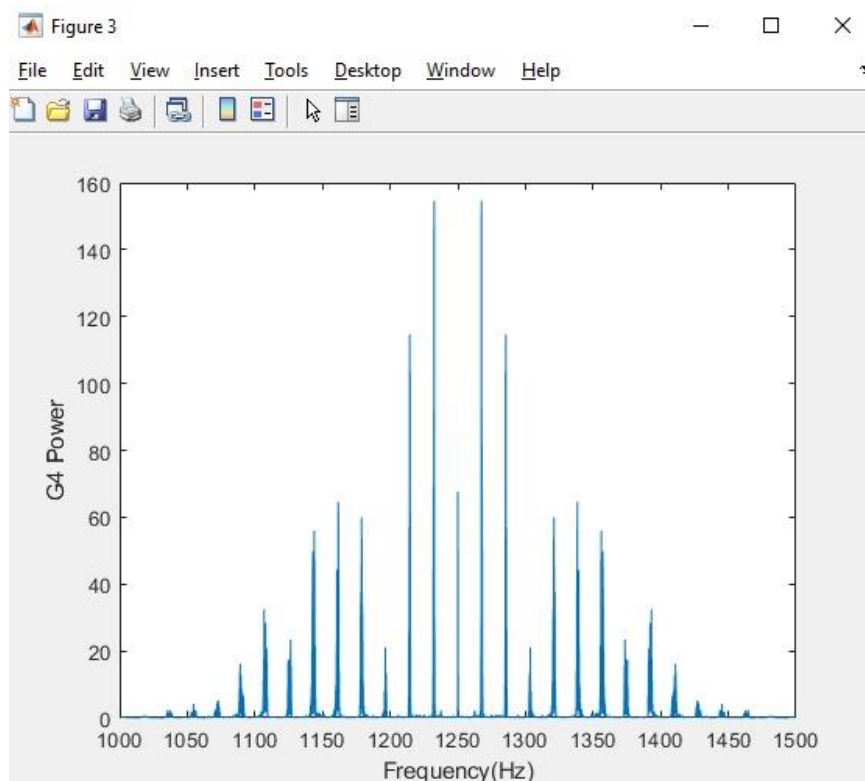 Figure 3
File Edit View Insert Tools Desktop Window Help
160
140
120
100
80
60
40
20
0
G4 Power
1000 1050 1100 1150 1200 1250 1300 1350 1400 1450 1500
Frequency(Hz)